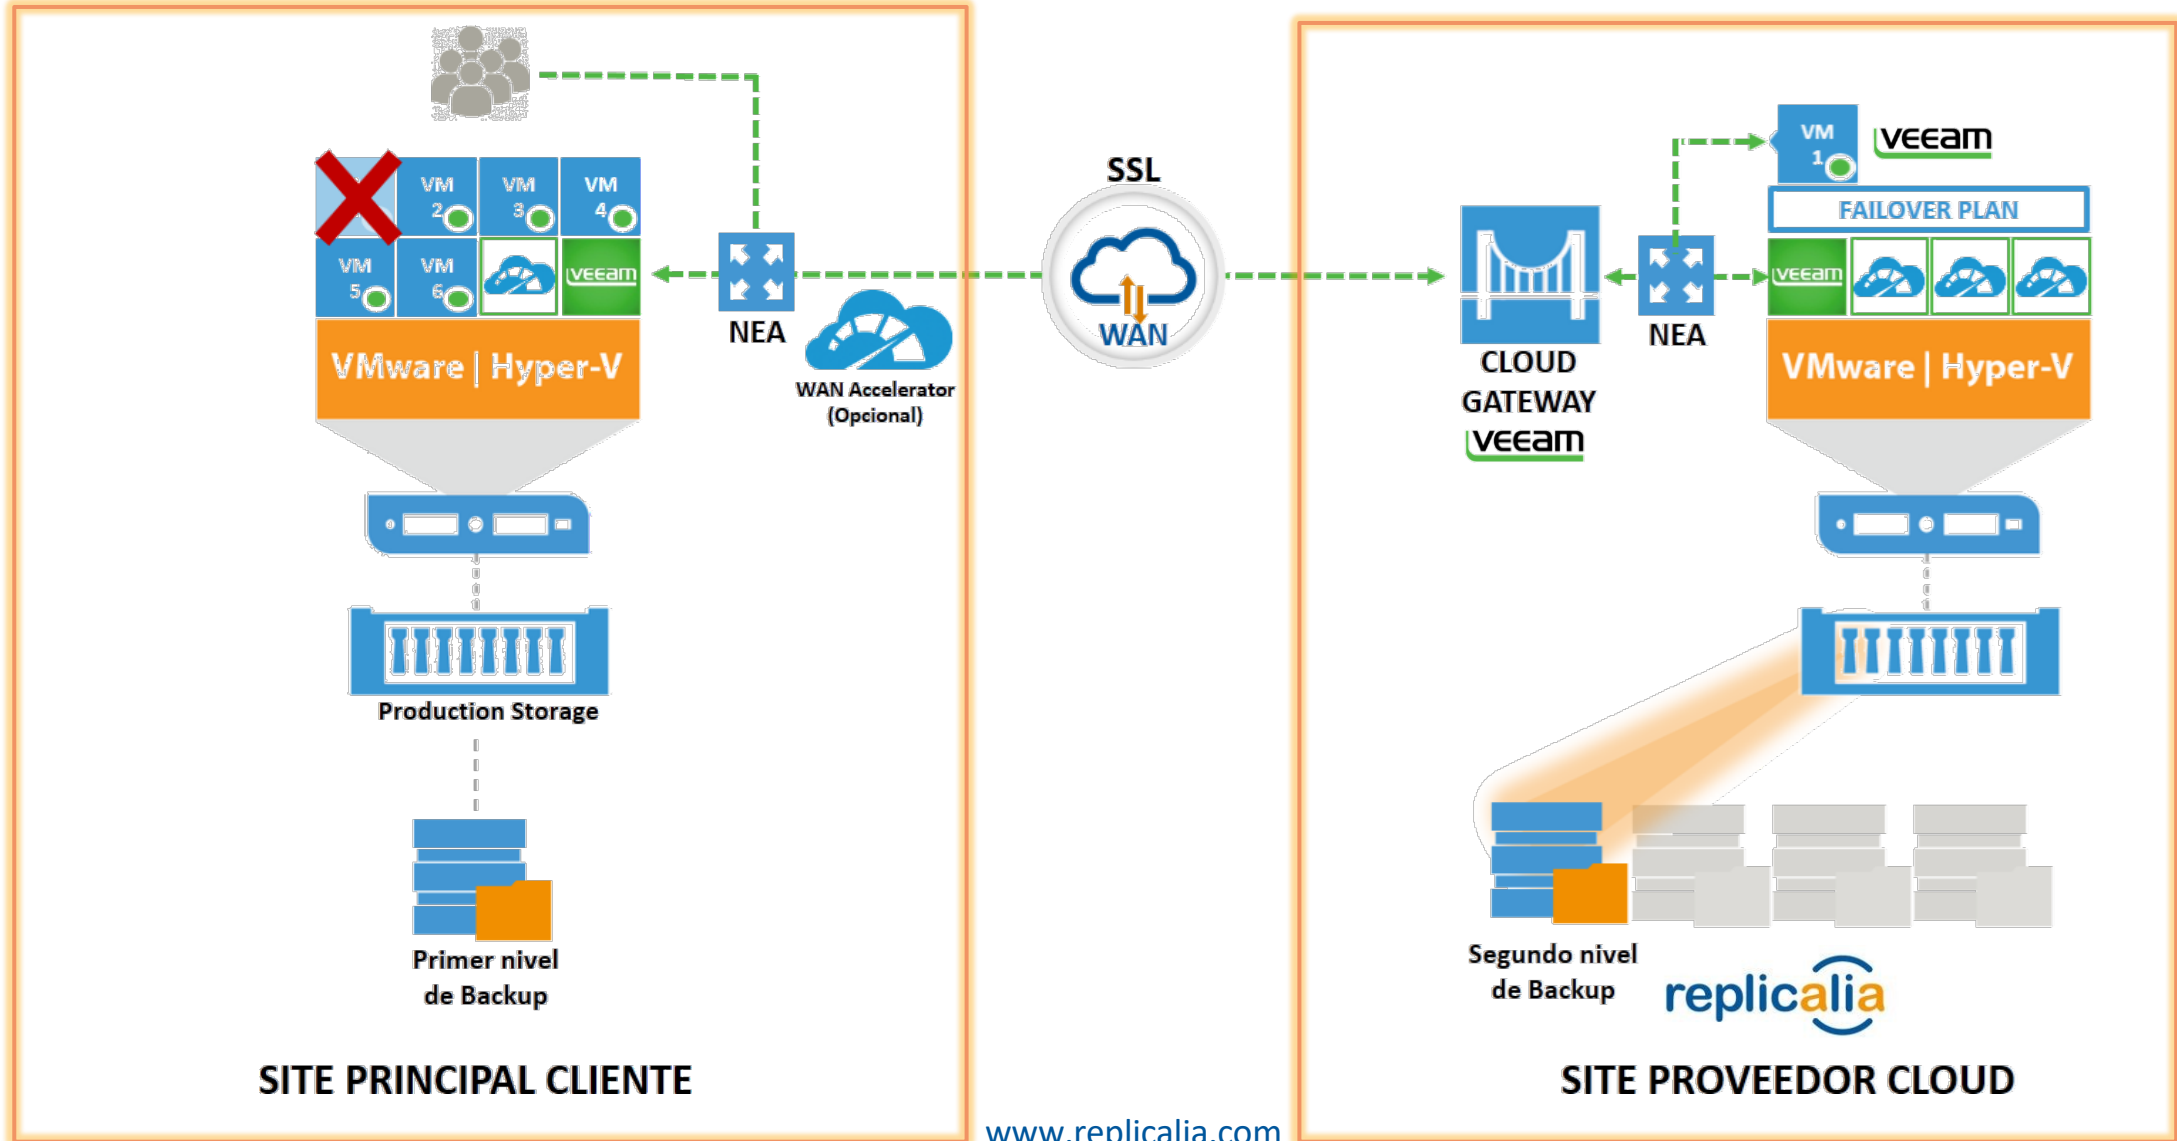 VM
2
VM
3
VM
4
VM
5
VM
6
veeam
VMware | Hyper-V
NEA
WAN Accelerator
(Opcional)
Production Storage
Primer nivel
de Backup
SITE PRINCIPAL CLIENTE
SSL
WAN
www.replicalia.com
CLOUD
GATEWAY
veeam
NEA
VM
1
veeam
FAILOVER PLAN
veeam
VMware | Hyper-V
Segundo nivel
de Backup
replicalia
SITE PROVEEDOR CLOUD